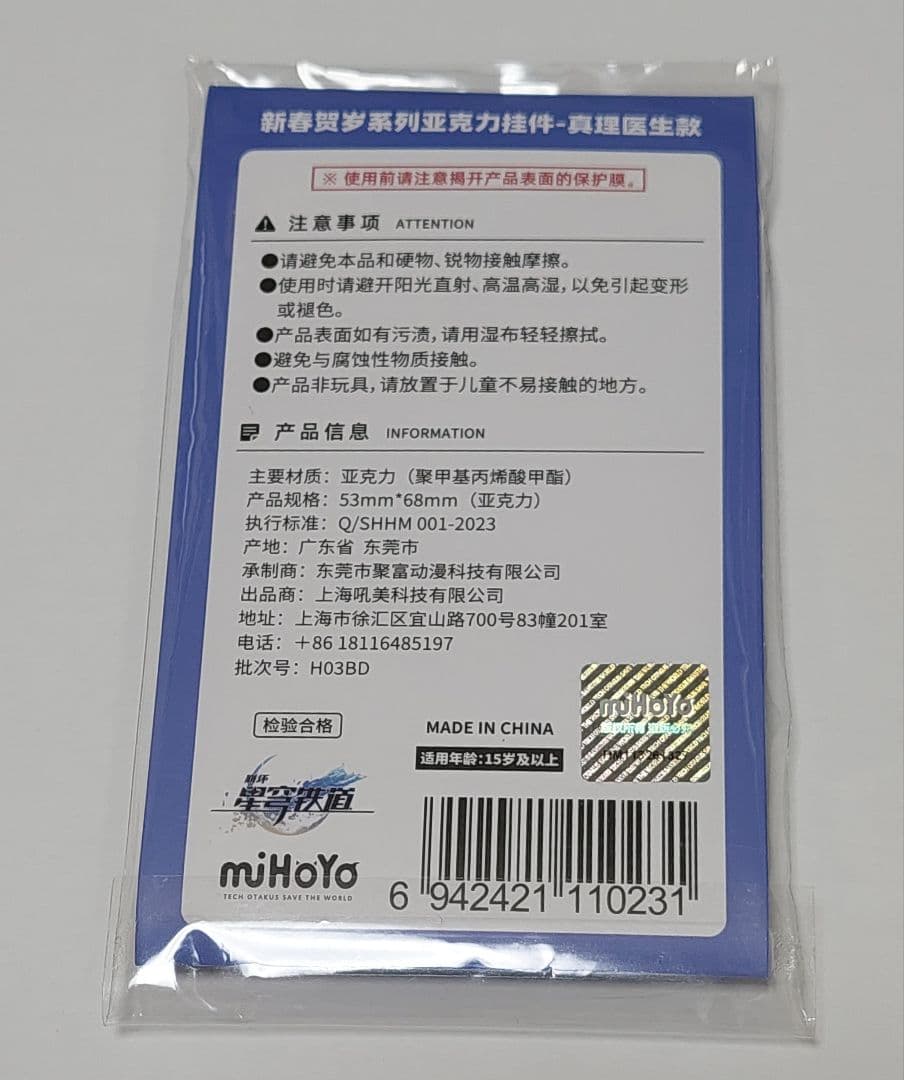 新春贺岁系列亚克力挂件-真理医生款
※ 使用前请注意揭开产品表面的保护膜。
注意事项 ATTENTION
●请避免本品和硬物、锐物接触摩擦。
●使用时请避开阳光直射、高温高湿，以免引起变形
或褪色。
●产品表面如有污渍，请用湿布轻轻擦拭。
●避免与腐蚀性物质接触。
●产品非玩具，请放置于儿童不易接触的地方。
产品信息 INFORMATION
主要材质：亚克力（聚甲基丙烯酸甲酯）
产品规格：53mm*68mm（亚克力）
执行标准：Q/SHHM 001-2023
产地：广东省 东莞市
承制商：东莞市聚富动漫科技有限公司
出品商：上海吼美科技有限公司
地址：上海市徐汇区宜山路700号83幢201室
电话：＋86 18116485197
批次号：H03BD
检验合格
MADE IN CHINA
适用年龄:15岁及以上
miHoYo
版权所有 盗版必究
崩坏
星穹铁道
miHoYo
TECH OTAKUS SAVE THE WORLD
6 942421 110231